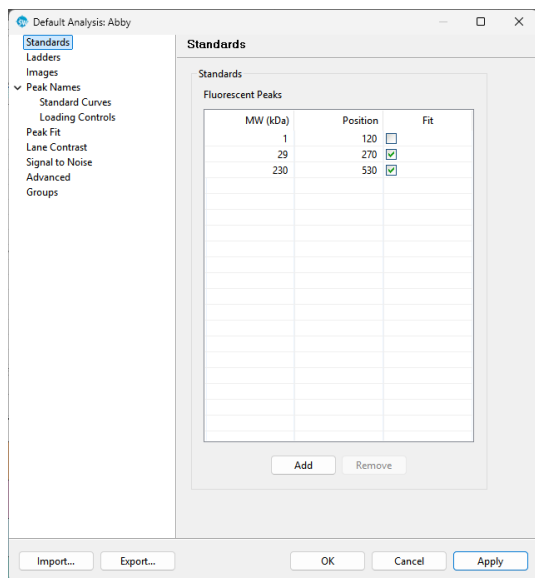 Default Analysis: Abby
Standards
Ladders
Images
Peak Names
Standard Curves
Loading Controls
Peak Fit
Lane Contrast
Signal to Noise
Advanced
Groups
Standards
Standards
Fluorescent Peaks
MW (kDa) Position Fit
1 120
29 270
230 530
Add Remove
Import... Export... OK Cancel Apply